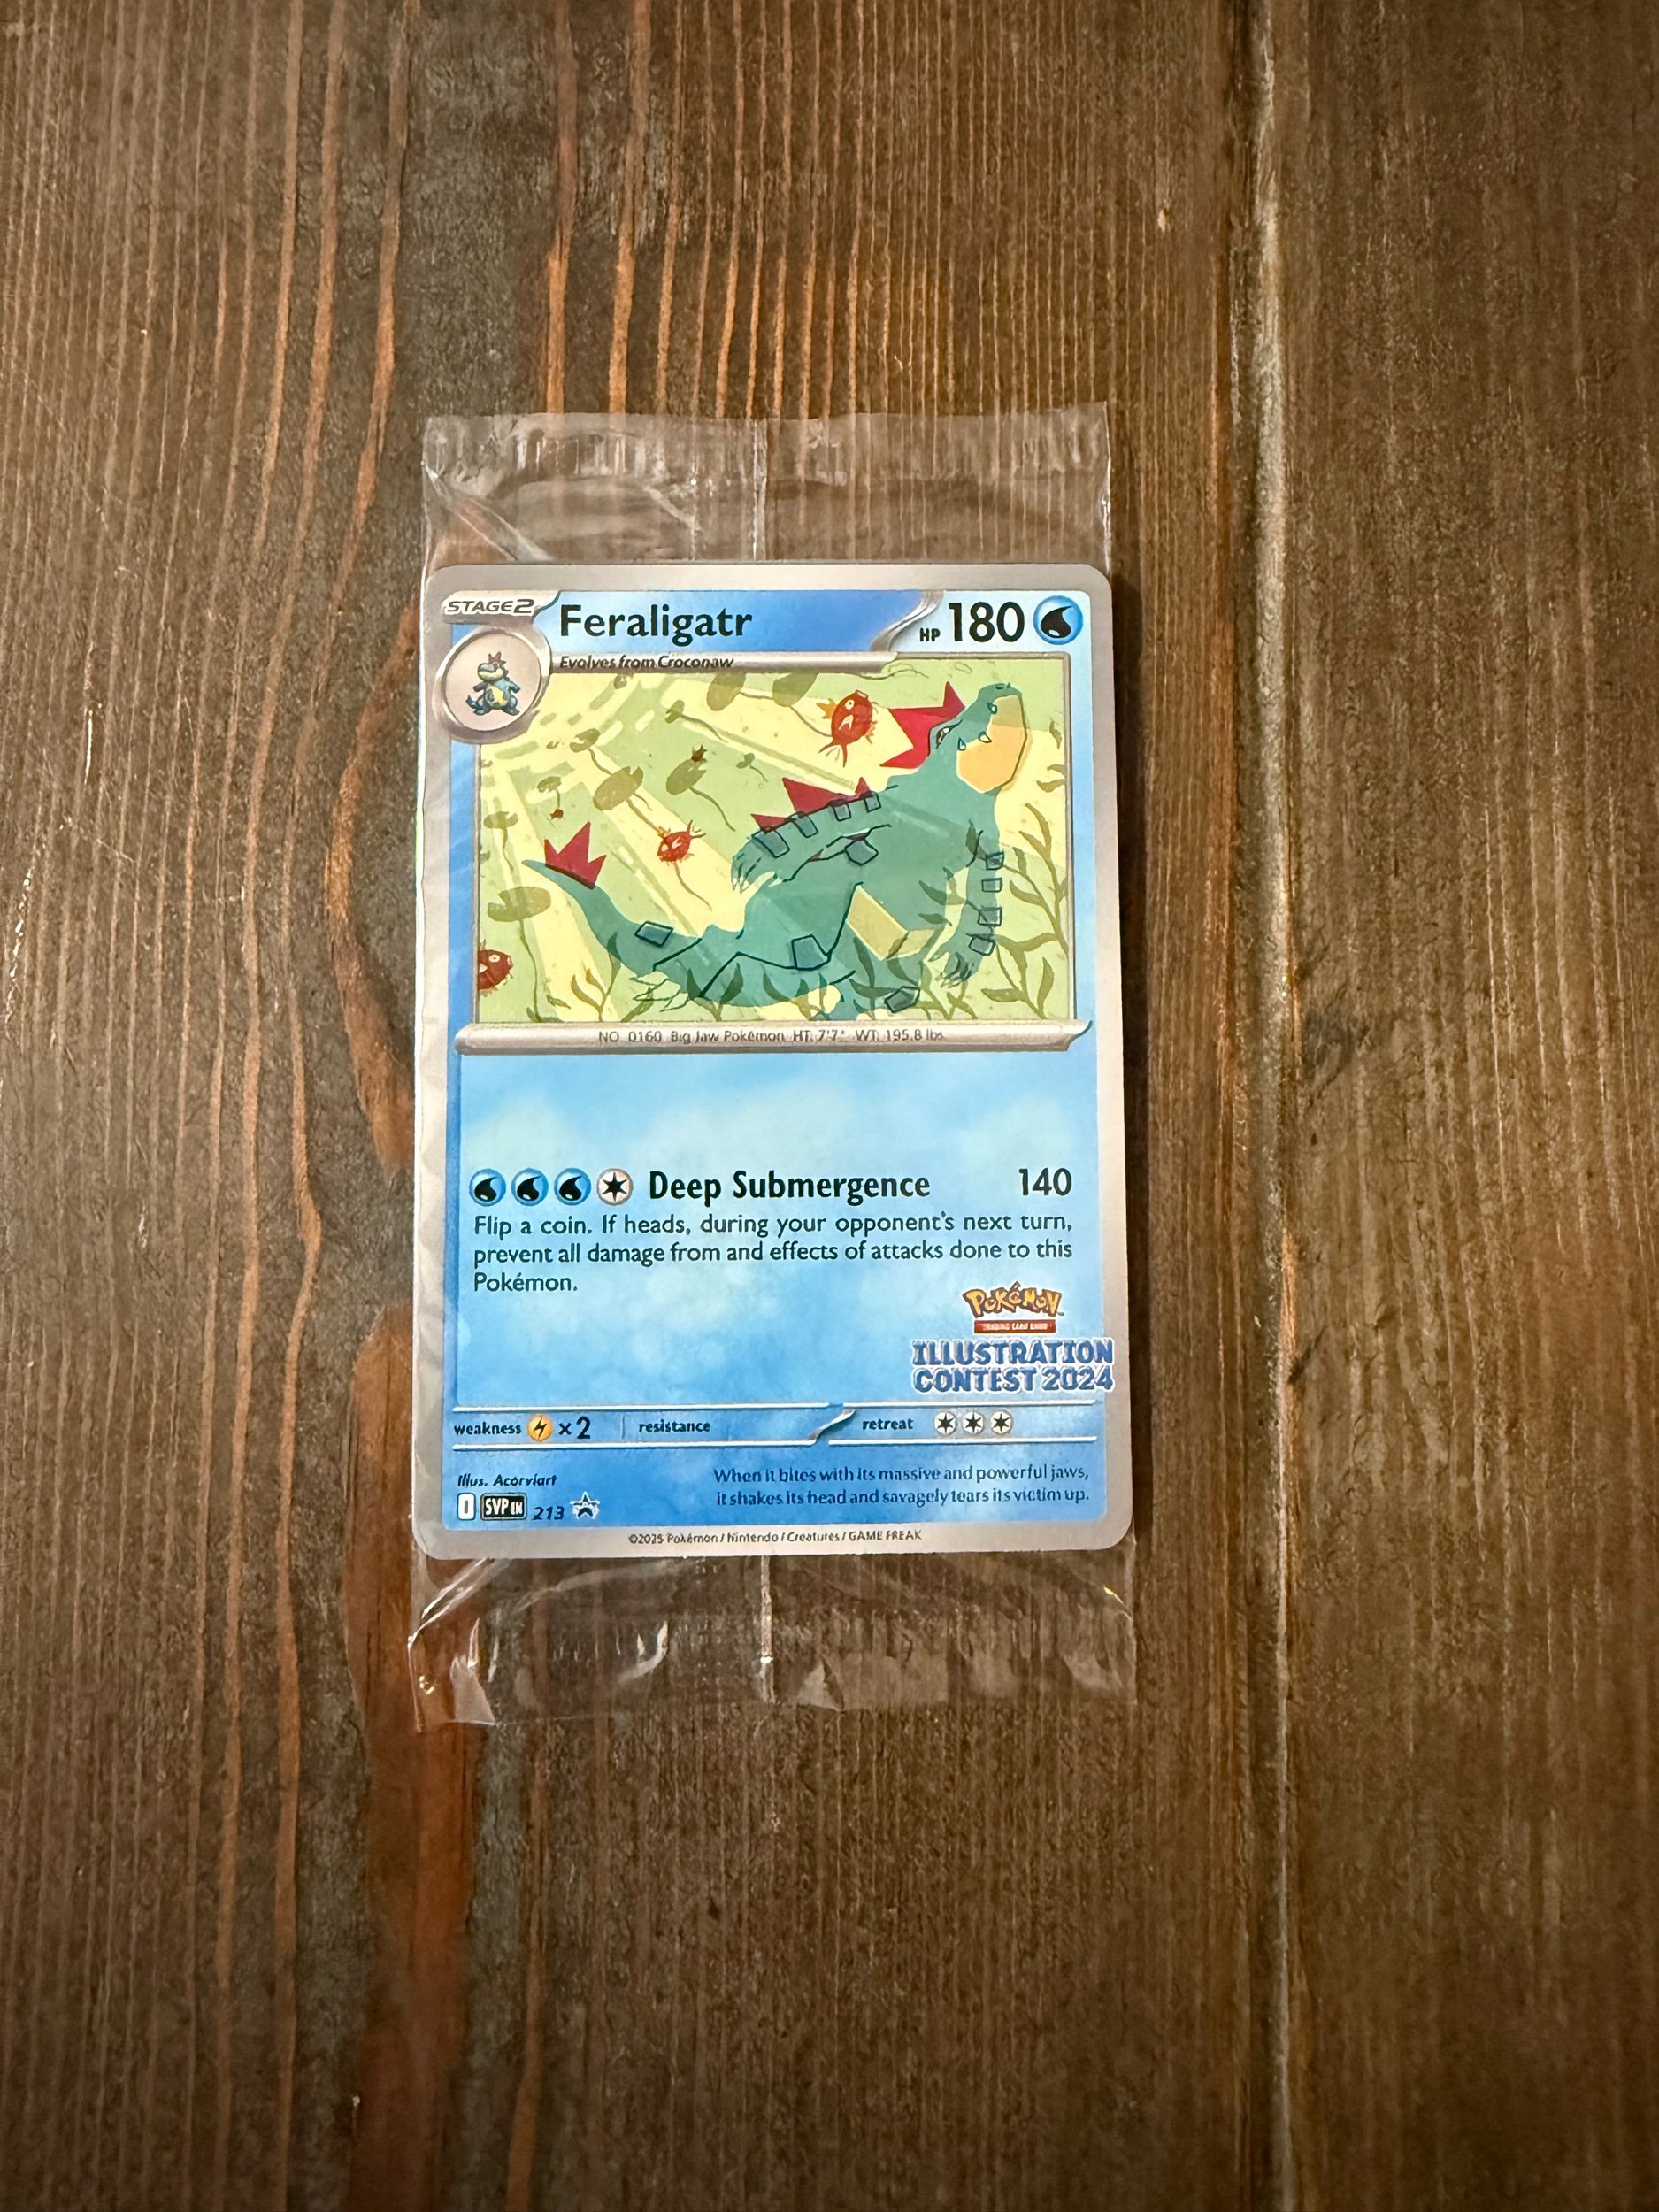 STAGE2
Feraligatr
HP 180
Evolves from Croconaw
NO. 0160 Big Jaw Pokémon HT: 7'7" WT: 195.8 lbs.
Deep Submergence 140
Flip a coin. If heads, during your opponent's next turn,
prevent all damage from and effects of attacks done to this
Pokémon.
POKéMON
TRADING CARD GAME
ILLUSTRATION
CONTEST 2024
weakness x2 resistance retreat
Illus. Acorviart
When it bites with its massive and powerful jaws,
it shakes its head and savagely tears its victim up.
SVP EN 213
©2025 Pokémon / Nintendo / Creatures / GAME FREAK